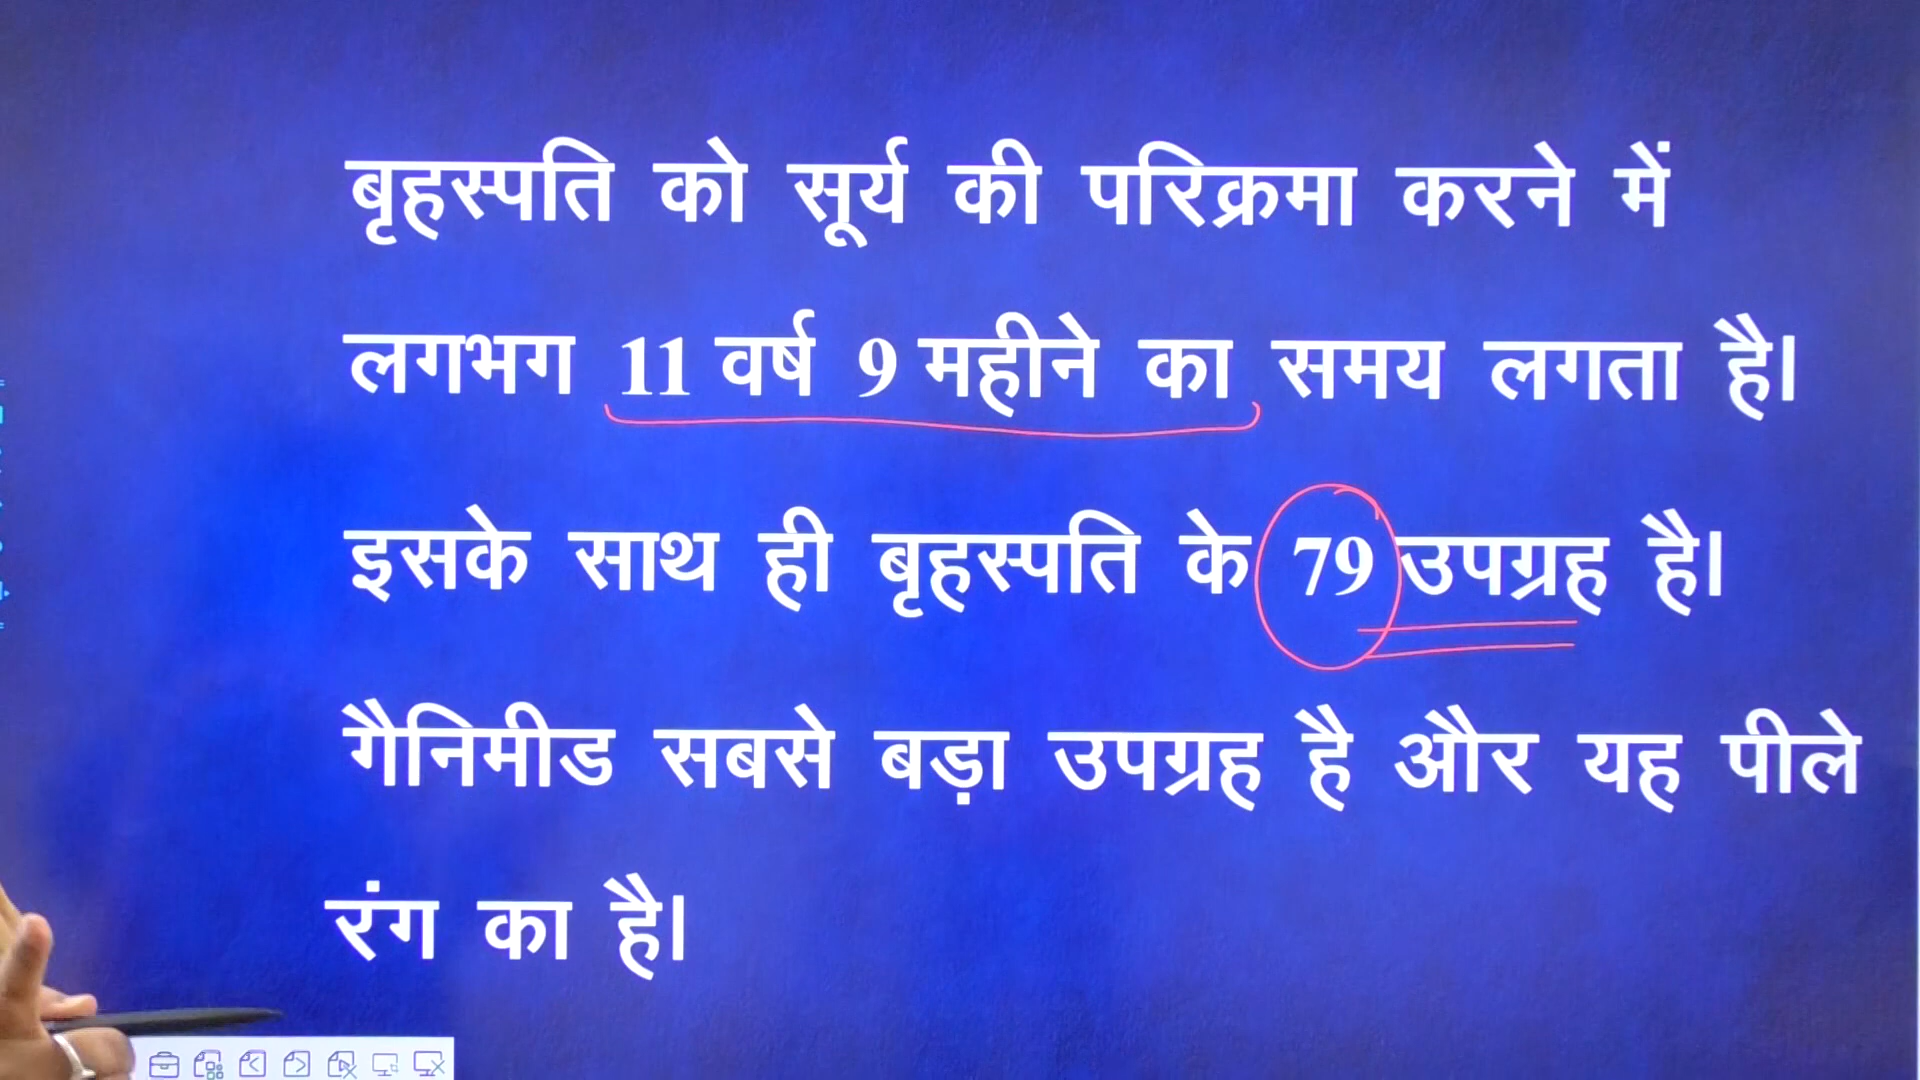 बृहस्पति को सूर्य की परिक्रमा करने में
लगभग 11 वर्ष 9 महीने का समय लगता है।
इसके साथ ही बृहस्पति के 79 उपग्रह है।
गैनिमीड सबसे बड़ा उपग्रह है और यह पीले
रंग का है।